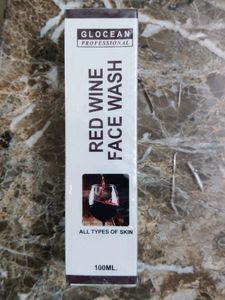 GLOCEAN
PROFESSIONAL
RED WINE
FACE WASH
ALL TYPES OF SKIN
100ML.